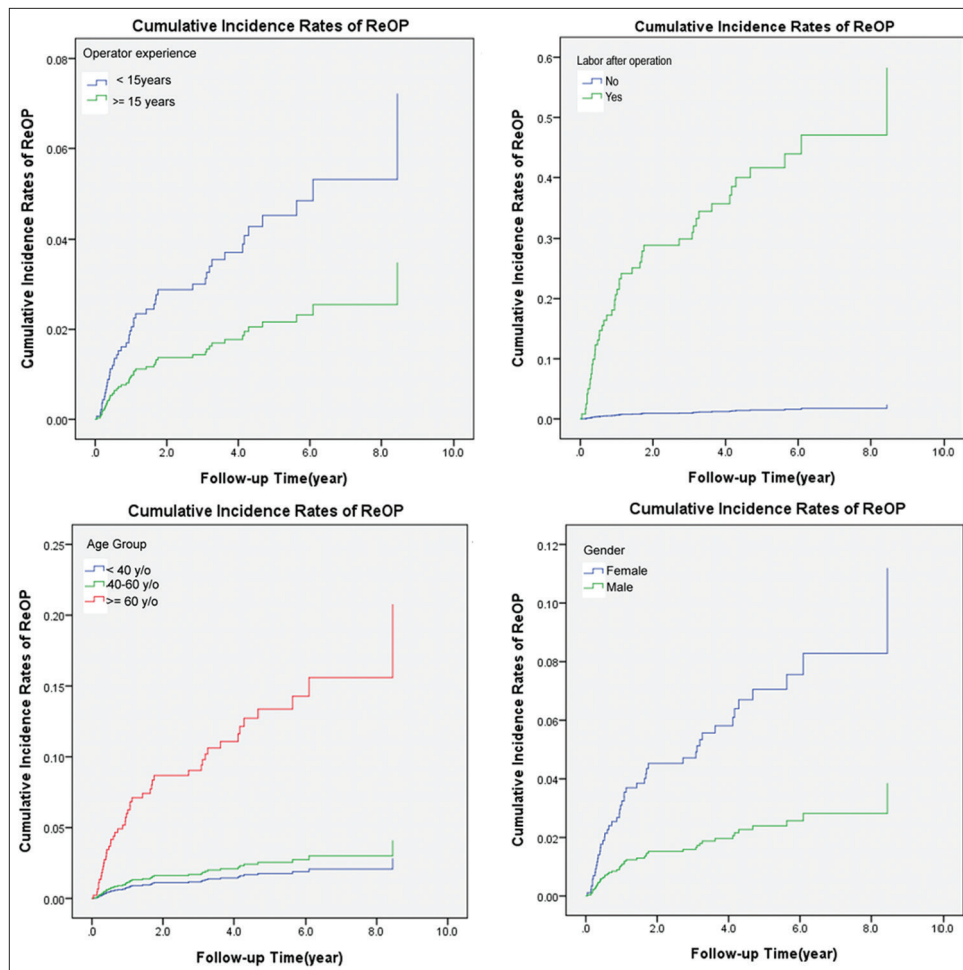 Cumulative Incidence Rates of ReOP
Operator experience
< 15years
>= 15 years
Cumulative Incidence Rates of ReOP
0.08
0.06
0.04
0.02
0.00
.0 2.0 4.0 6.0 8.0 10.0
Follow-up Time(year)
Cumulative Incidence Rates of ReOP
Labor after operation
No
Yes
Cumulative Incidence Rates of ReOP
0.6
0.5
0.4
0.3
0.2
0.1
0.0
.0 2.0 4.0 6.0 8.0 10.0
Follow-up Time(year)
Cumulative Incidence Rates of ReOP
Age Group
< 40 y/o
40-60 y/o
>= 60 y/o
Cumulative Incidence Rates of ReOP
0.25
0.20
0.15
0.10
0.05
0.00
.0 2.0 4.0 6.0 8.0 10.0
Follow-up Time(year)
Cumulative Incidence Rates of ReOP
Gender
Female
Male
Cumulative Incidence Rates of ReOP
0.12
0.10
0.08
0.06
0.04
0.02
0.00
.0 2.0 4.0 6.0 8.0 10.0
Follow-up Time(year)